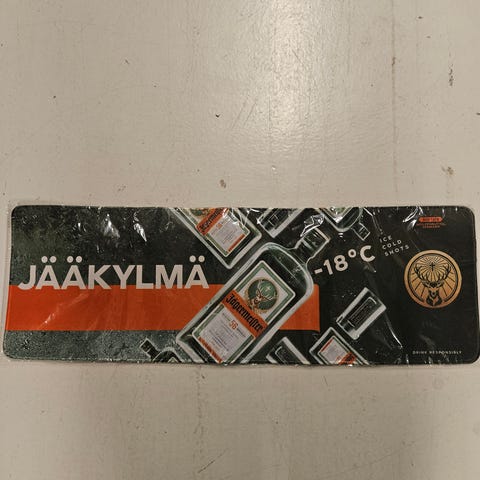 JÄÄKYLMÄ
Jägermeister
-18°C
ICE
COLD
SHOTS
DRINK RESPONSIBLY